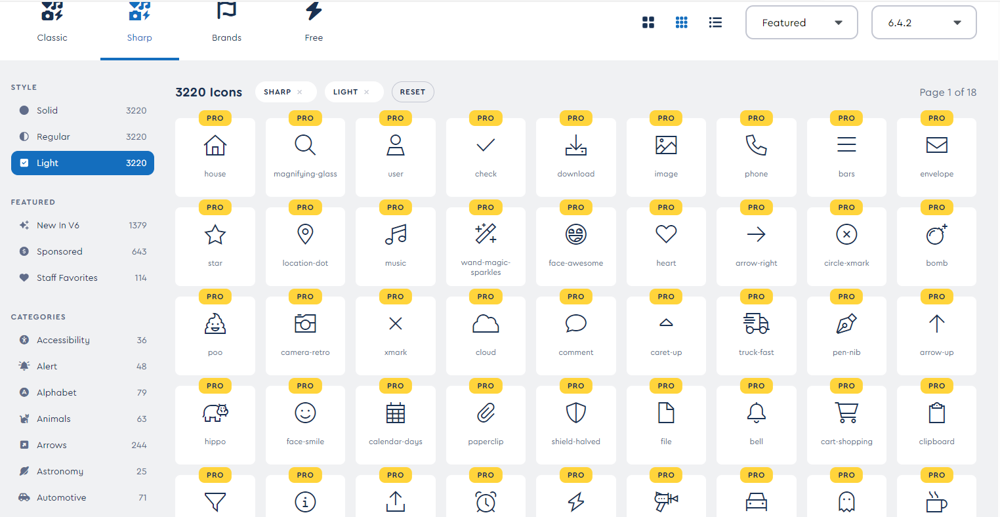 Classic
Sharp
Brands
Free
Featured
6.4.2
STYLE
Solid 3220
Regular 3220
Light 3220
FEATURED
New In V6 1379
Sponsored 643
Staff Favorites 114
CATEGORIES
Accessibility 36
Alert 48
Alphabet 79
Animals 63
Arrows 244
Astronomy 25
Automotive 71
3220 Icons SHARP × LIGHT × RESET Page 1 of 18
PRO PRO PRO PRO PRO PRO PRO PRO PRO
house magnifying-glass user check download image phone bars envelope
PRO PRO PRO PRO PRO PRO PRO PRO PRO
star location-dot music wand-magic-sparkles face-awesome heart arrow-right circle-xmark bomb
PRO PRO PRO PRO PRO PRO PRO PRO PRO
poo camera-retro xmark cloud comment caret-up truck-fast pen-nib arrow-up
PRO PRO PRO PRO PRO PRO PRO PRO PRO
hippo face-smile calendar-days paperclip shield-halved file bell cart-shopping clipboard
PRO PRO PRO PRO PRO PRO PRO PRO PRO